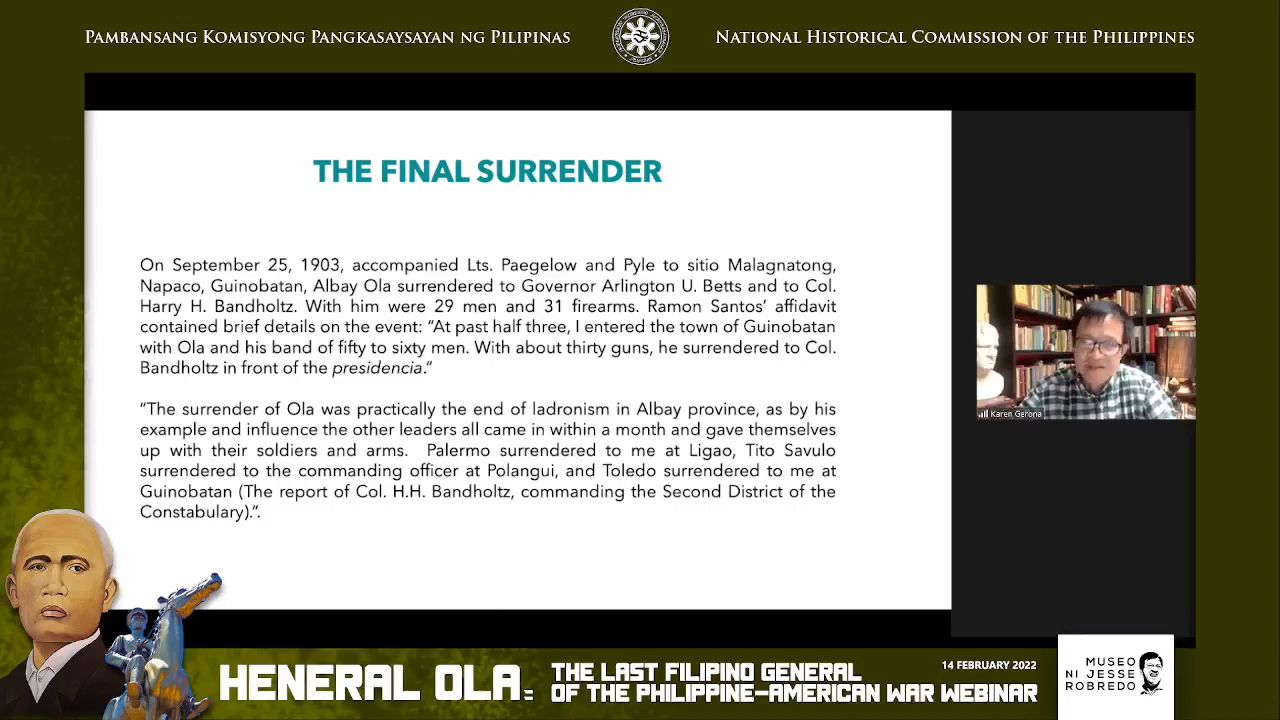 PAMBANSANG KOMISYONG PANGKASAYSAYAN NG PILIPINAS
NATIONAL HISTORICAL COMMISSION OF THE PHILIPPINES
THE FINAL SURRENDER
On September 25, 1903, accompanied Lts. Paegelow and Pyle to sitio Malagnatong,
Napaco, Guinobatan, Albay Ola surrendered to Governor Arlington U. Betts and to Col.
Harry H. Bandholtz. With him were 29 men and 31 firearms. Ramon Santos’ affidavit
contained brief details on the event: “At past half three, I entered the town of Guinobatan
with Ola and his band of fifty to sixty men. With about thirty guns, he surrendered to Col.
Bandholtz in front of the presidencia.”
“The surrender of Ola was practically the end of ladronism in Albay province, as by his
example and influence the other leaders all came in within a month and gave themselves
up with their soldiers and arms. Palermo surrendered to me at Ligao, Tito Savulo
surrendered to the commanding officer at Polangui, and Toledo surrendered to me at
Guinobatan (The report of Col. H.H. Bandholtz, commanding the Second District of the
Constabulary).”.
Karen Gerona
HENERAL OLA:
THE LAST FILIPINO GENERAL
OF THE PHILIPPINE-AMERICAN WAR WEBINAR
14 FEBRUARY 2022
MUSEO
NI JESSE
ROBREDO